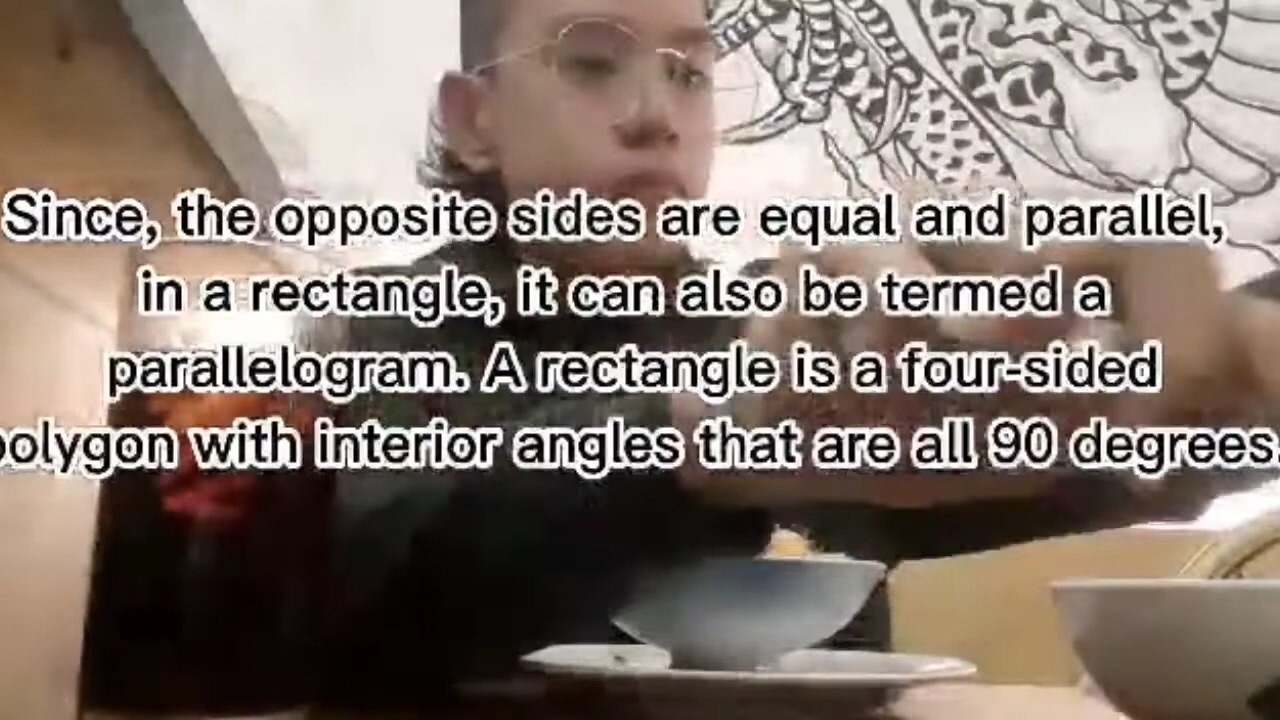 Since, the opposite sides are equal and parallel,
in a rectangle, it can also be termed a
parallelogram. A rectangle is a four-sided
polygon with interior angles that are all 90 degrees.